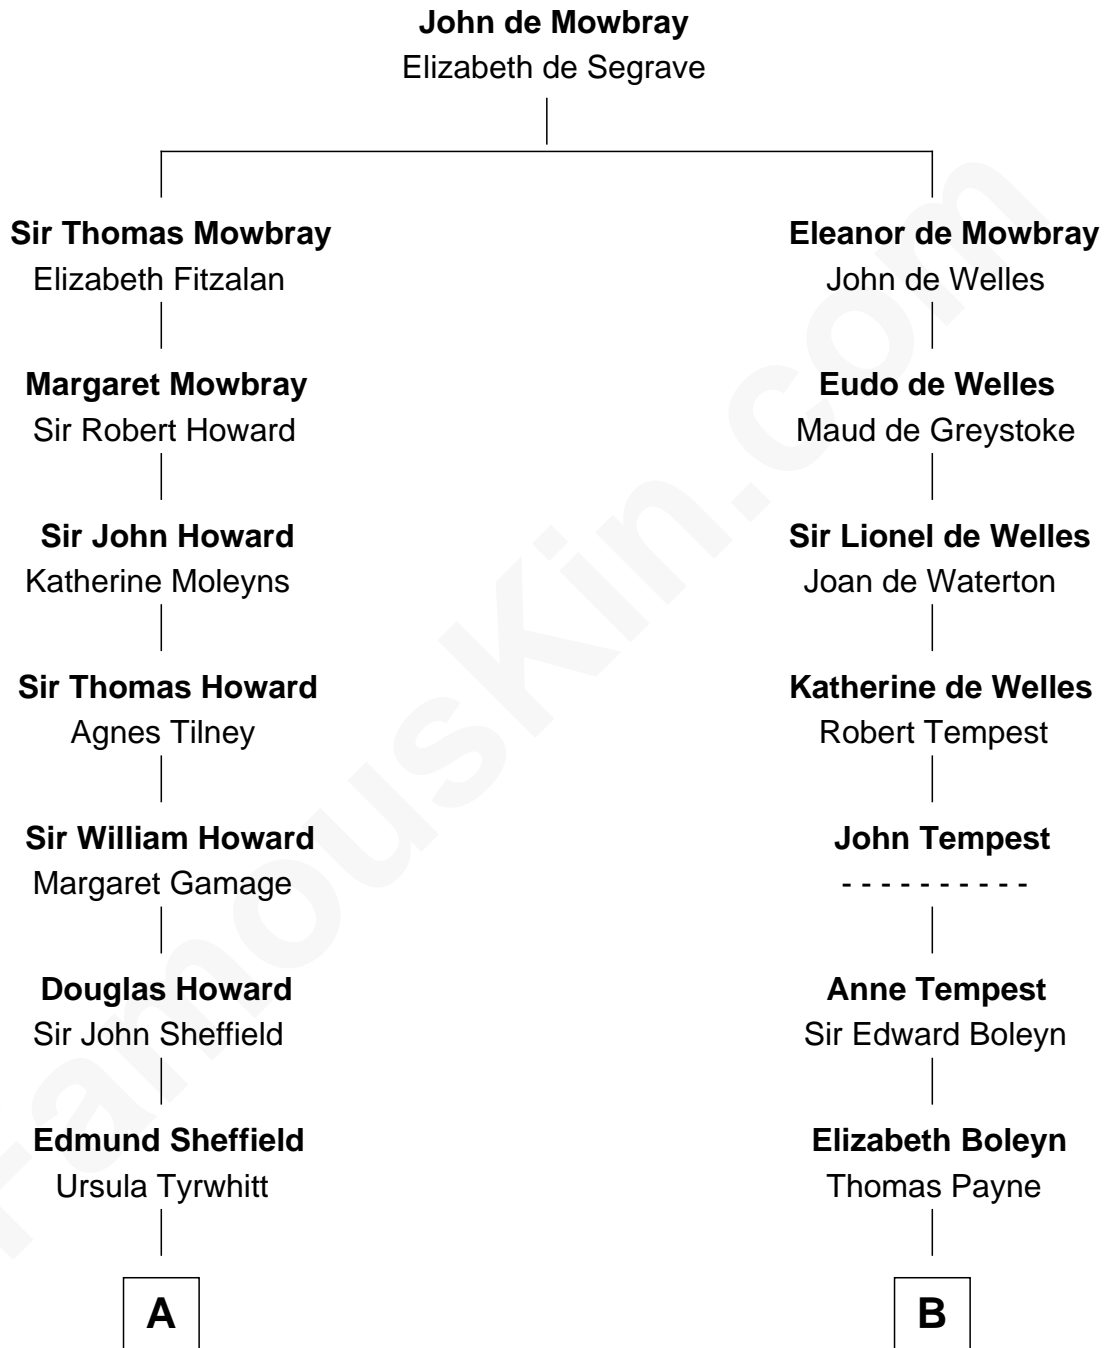 John de Mowbray
Elizabeth de Segrave
Sir Thomas Mowbray
Elizabeth Fitzalan
Eleanor de Mowbray
John de Welles
Margaret Mowbray
Sir Robert Howard
Eudo de Welles
Maud de Greystoke
Sir John Howard
Katherine Moleyns
Sir Lionel de Welles
Joan de Waterton
Sir Thomas Howard
Agnes Tilney
Katherine de Welles
Robert Tempest
Sir William Howard
Margaret Gamage
John Tempest
- - - - - - - - - -
Douglas Howard
Sir John Sheffield
Anne Tempest
Sir Edward Boleyn
Edmund Sheffield
Ursula Tyrwhitt
Elizabeth Boleyn
Thomas Payne
A
B
FamousKin.com